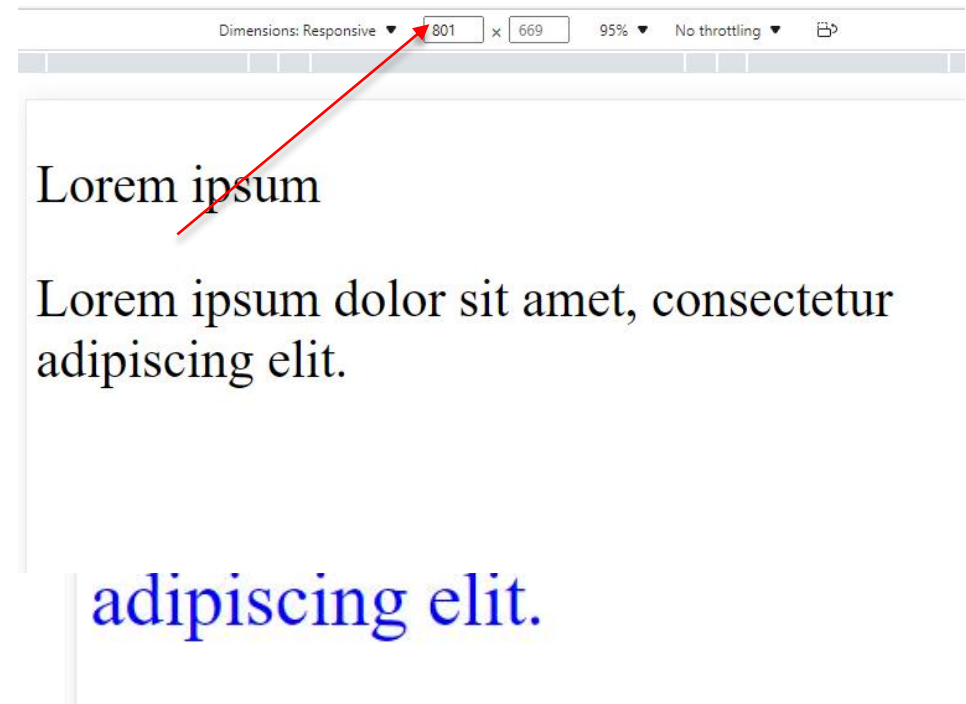 Dimensions: Responsive ▼ 801 × 669 95% ▼ No throttling ▼
Lorem ipsum
Lorem ipsum dolor sit amet, consectetur
adipiscing elit.
adipiscing elit.